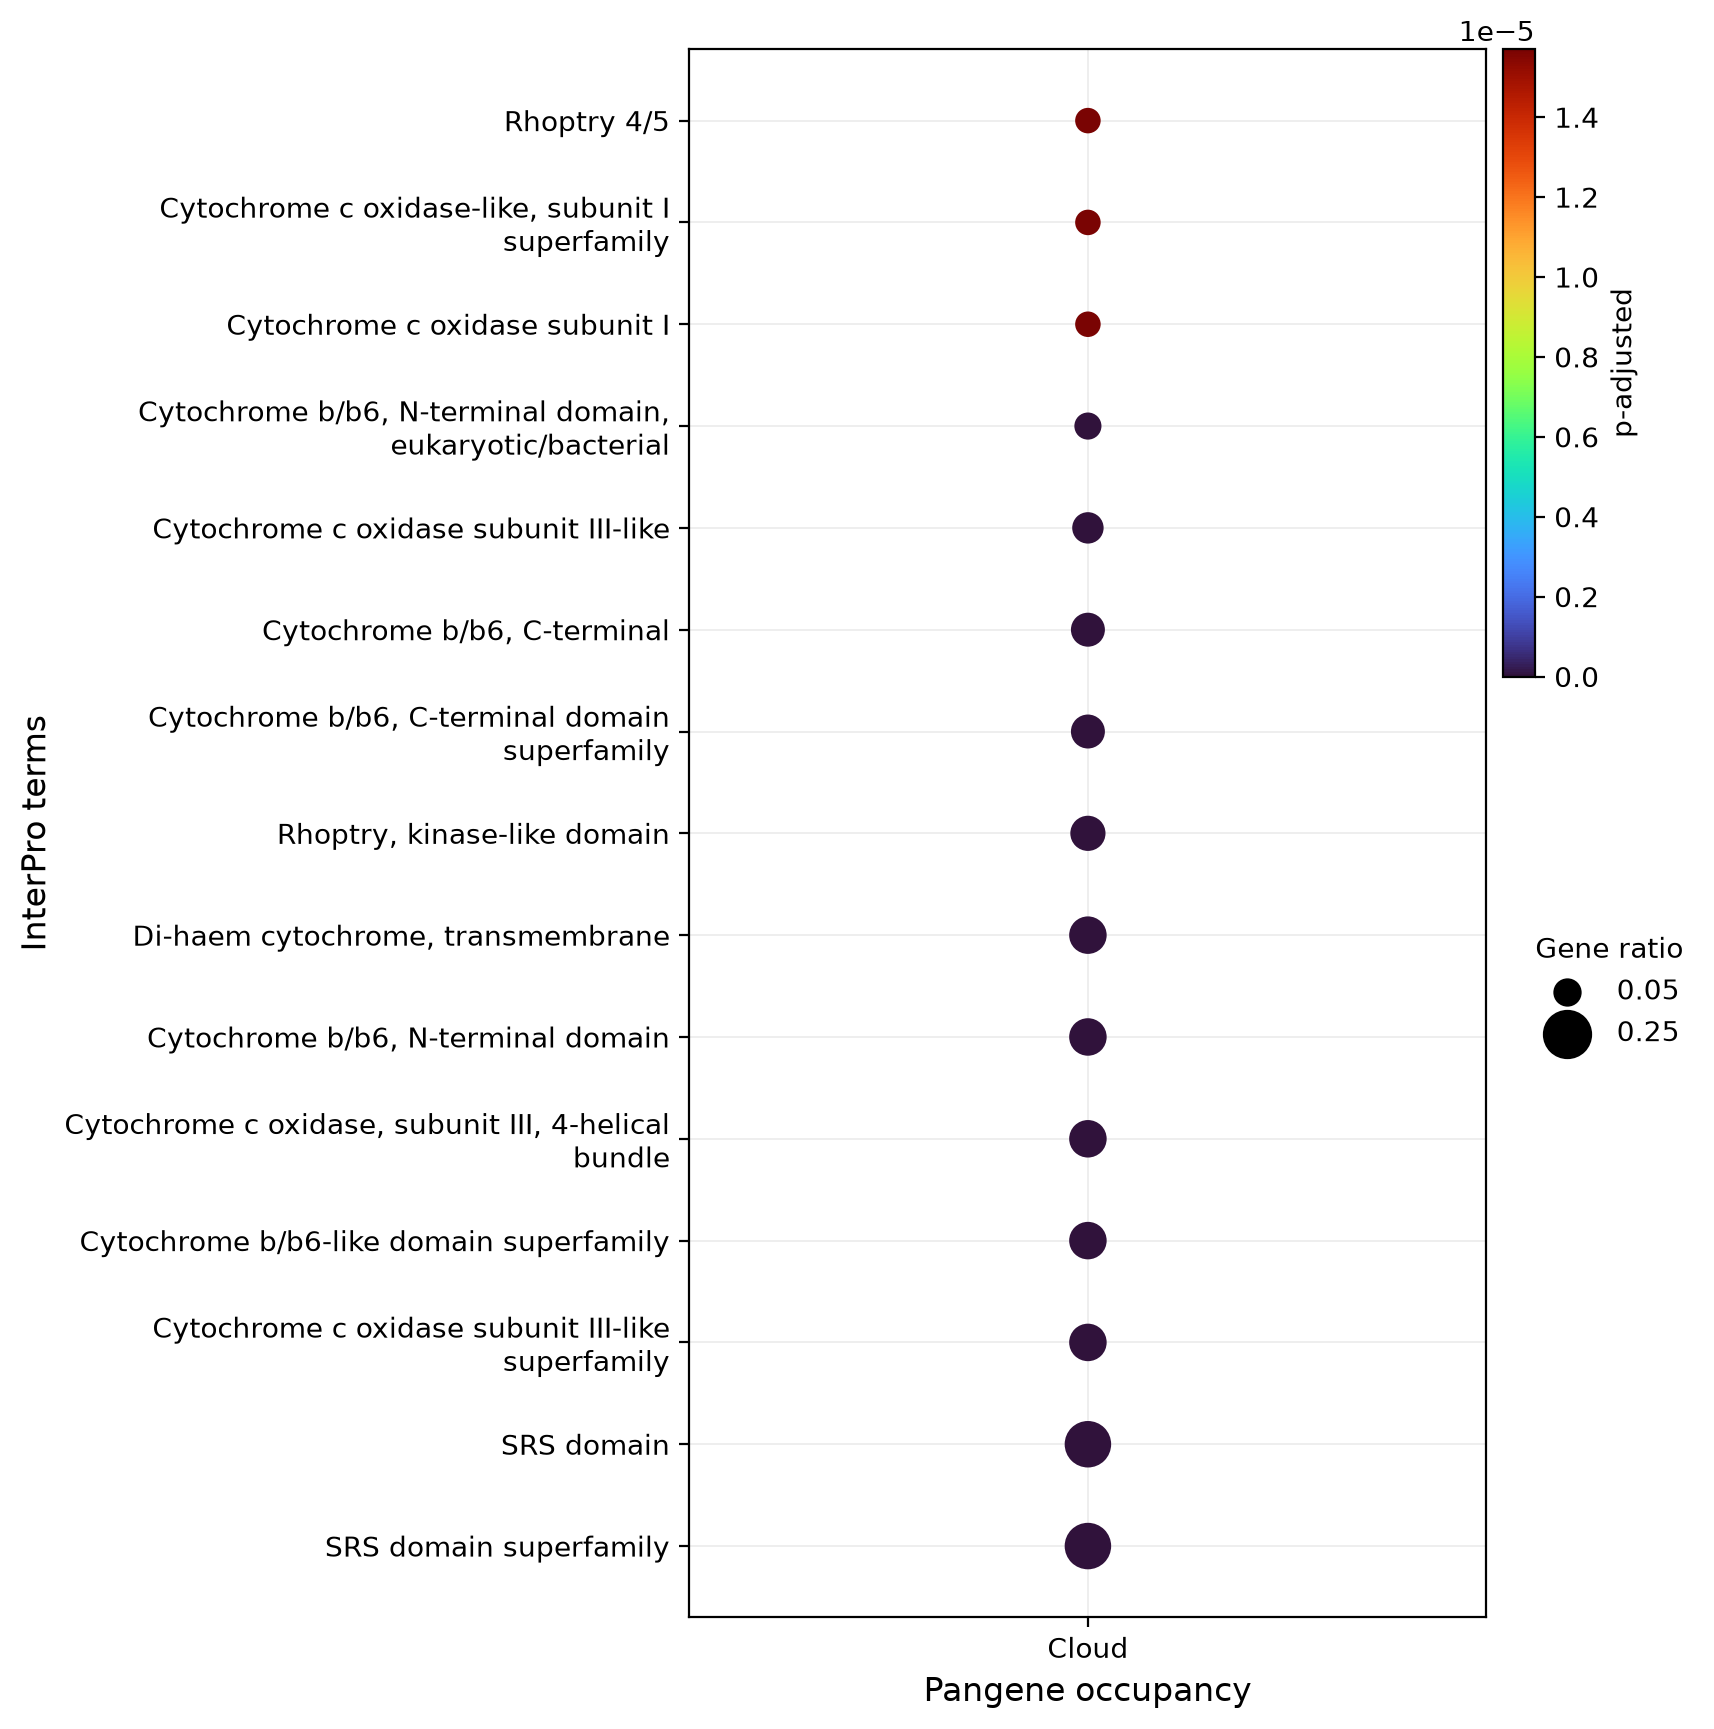 1e−5
Rhoptry 4/5
Cytochrome c oxidase-like, subunit I
superfamily
Cytochrome c oxidase subunit I
Cytochrome b/b6, N-terminal domain,
eukaryotic/bacterial
Cytochrome c oxidase subunit III-like
Cytochrome b/b6, C-terminal
Cytochrome b/b6, C-terminal domain
superfamily
Rhoptry, kinase-like domain
Di-haem cytochrome, transmembrane
Cytochrome b/b6, N-terminal domain
Cytochrome c oxidase, subunit III, 4-helical
bundle
Cytochrome b/b6-like domain superfamily
Cytochrome c oxidase subunit III-like
superfamily
SRS domain
SRS domain superfamily
InterPro terms
Cloud
Pangene occupancy
1.4
1.2
1.0
0.8
0.6
0.4
0.2
0.0
p-adjusted
Gene ratio
0.05
0.25